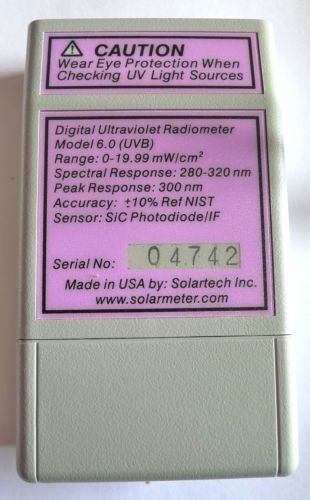 CAUTION
Wear Eye Protection When
Checking UV Light Sources
Digital Ultraviolet Radiometer
Model 6.0 (UVB)
Range: 0-19.99 mW/cm²
Spectral Response: 280-320 nm
Peak Response: 300 nm
Accuracy: ±10% Ref NIST
Sensor: SiC Photodiode/IF
Serial No: 04742
Made in USA by: Solartech Inc.
www.solarmeter.com